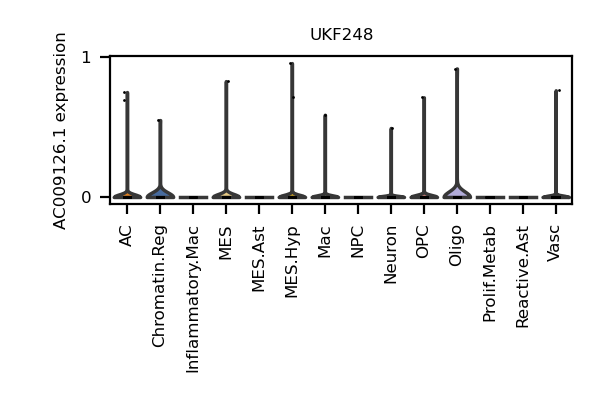 UKF248
AC009126.1 expression
1
0
AC
Chromatin.Reg
Inflammatory.Mac
MES
MES.Ast
MES.Hyp
Mac
NPC
Neuron
OPC
Oligo
Prolif.Metab
Reactive.Ast
Vasc